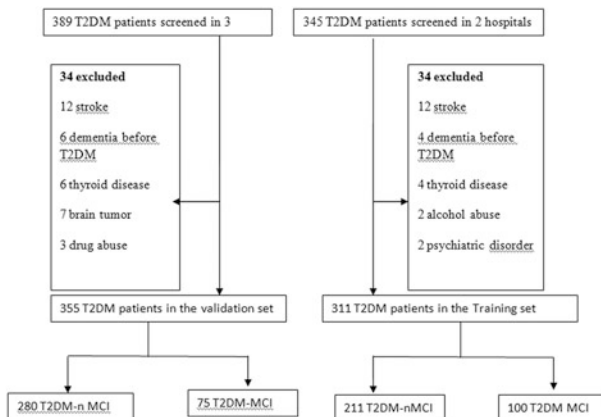 389 T2DM patients screened in 3
345 T2DM patients screened in 2 hospitals
34 excluded
12 stroke
6 dementia before
T2DM
6 thyroid disease
7 brain tumor
3 drug abuse
34 excluded
12 stroke
4 dementia before
T2DM
4 thyroid disease
2 alcohol abuse
2 psychiatric disorder
355 T2DM patients in the validation set
311 T2DM patients in the Training set
280 T2DM-n MCI
75 T2DM-MCI
211 T2DM-nMCI
100 T2DM MCI